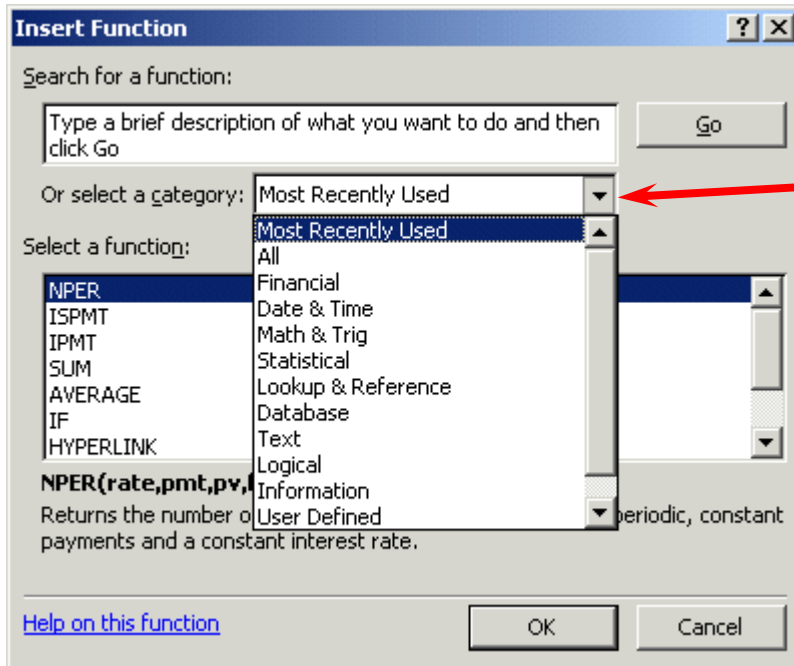 Insert Function
Search for a function:
Type a brief description of what you want to do and then
click Go
Go
Or select a category:
Most Recently Used
Most Recently Used
All
Financial
Date & Time
Math & Trig
Statistical
Lookup & Reference
Database
Text
Logical
Information
User Defined
Select a function:
NPER
ISPMT
IPMT
SUM
AVERAGE
IF
HYPERLINK
NPER(rate,pmt,pv,
Returns the number o
periodic, constant
payments and a constant interest rate.
Help on this function
OK
Cancel